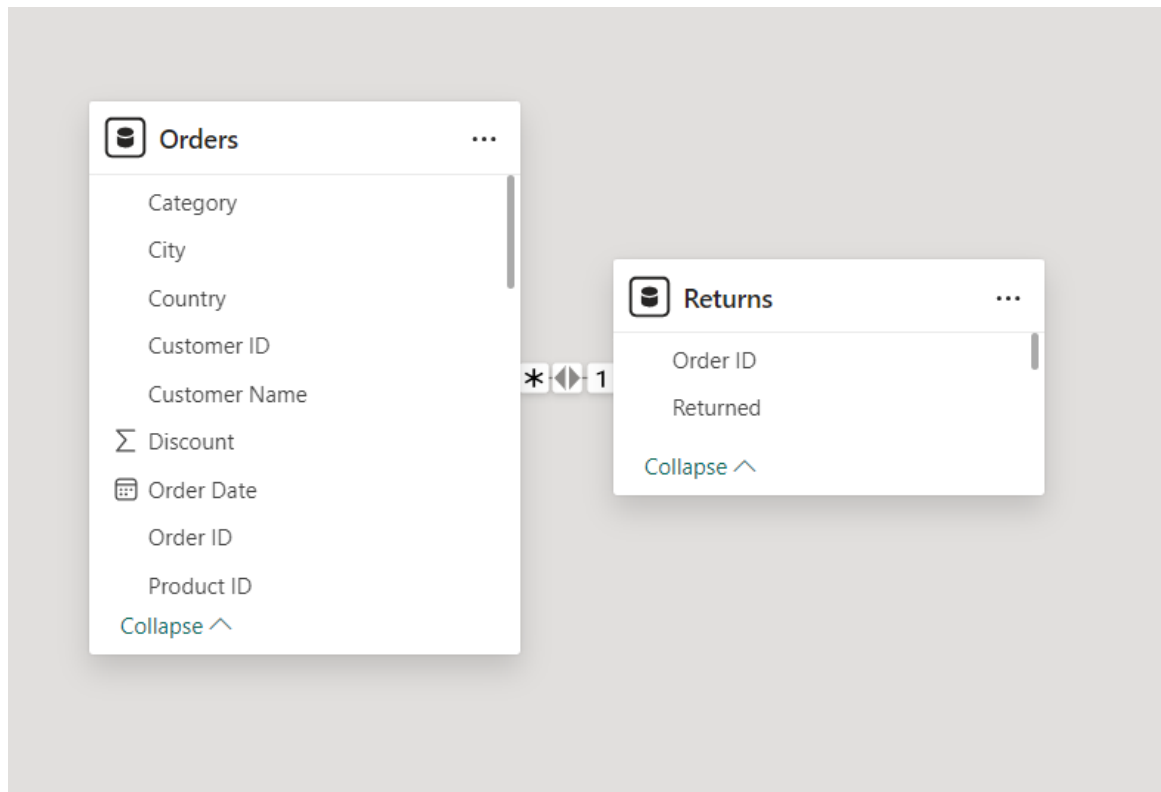 Orders
Category
City
Country
Customer ID
Customer Name
Discount
Order Date
Order ID
Product ID
Collapse
* 1
Returns
Order ID
Returned
Collapse